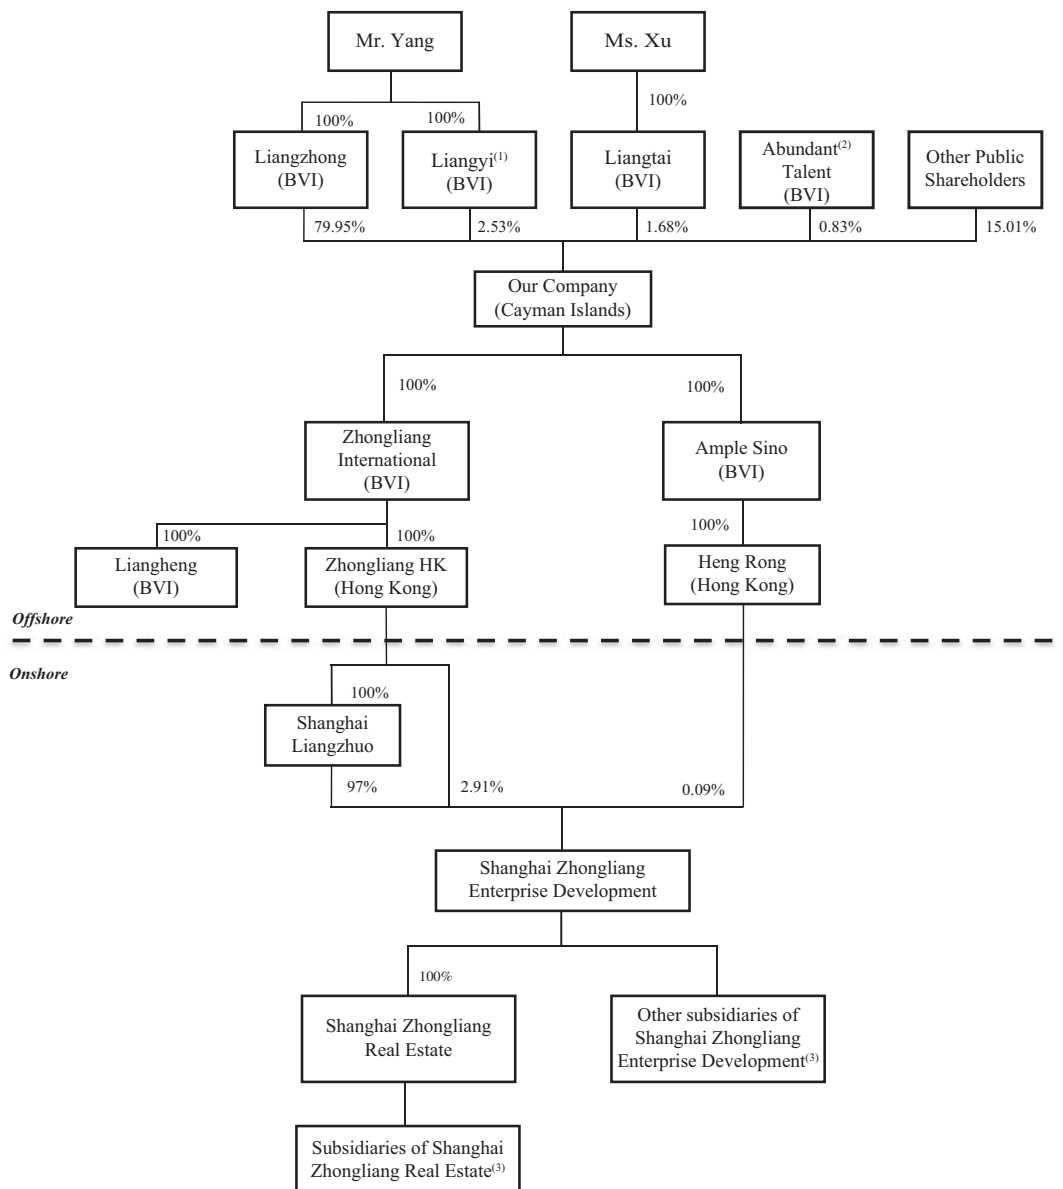 Mr. Yang
Ms. Xu
100%
100%
100%
Liangzhong
(BVI)
Liangyi(1)
(BVI)
Liangtai
(BVI)
Abundant(2)
Talent
(BVI)
Other Public
Shareholders
79.95%
2.53%
1.68%
0.83%
15.01%
Our Company
(Cayman Islands)
100%
100%
Zhongliang
International
(BVI)
Ample Sino
(BVI)
100%
100%
100%
Liangheng
(BVI)
Zhongliang HK
(Hong Kong)
Heng Rong
(Hong Kong)
Offshore
Onshore
100%
Shanghai
Liangzhuo
97%
2.91%
0.09%
Shanghai Zhongliang
Enterprise Development
100%
Shanghai Zhongliang
Real Estate
Other subsidiaries of
Shanghai Zhongliang
Enterprise Development(3)
Subsidiaries of Shanghai
Zhongliang Real Estate(3)